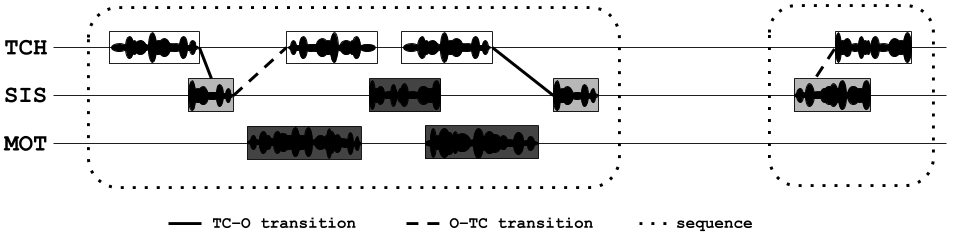 TCH
SIS
MOT
TC-O transition O-TC transition sequence